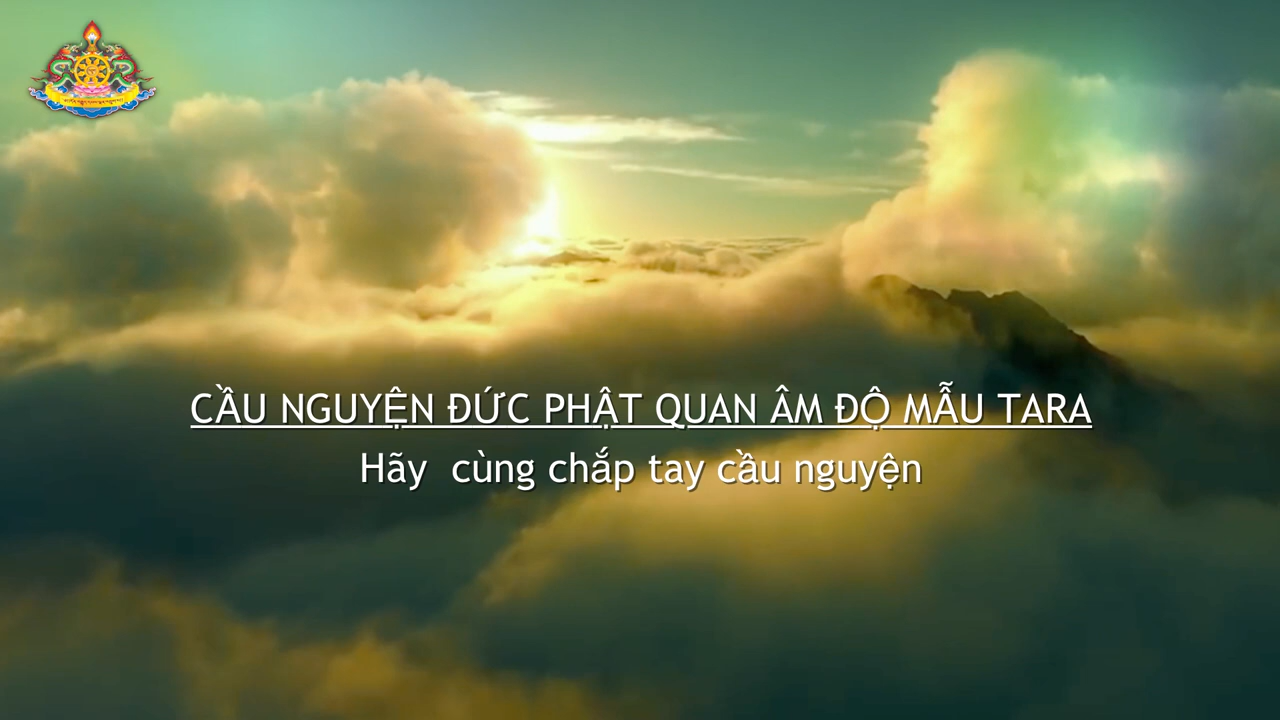 CẦU NGUYỆN ĐỨC PHẬT QUAN ÂM ĐỘ MẪU TARA
Hãy  cùng chắp tay cầu nguyện